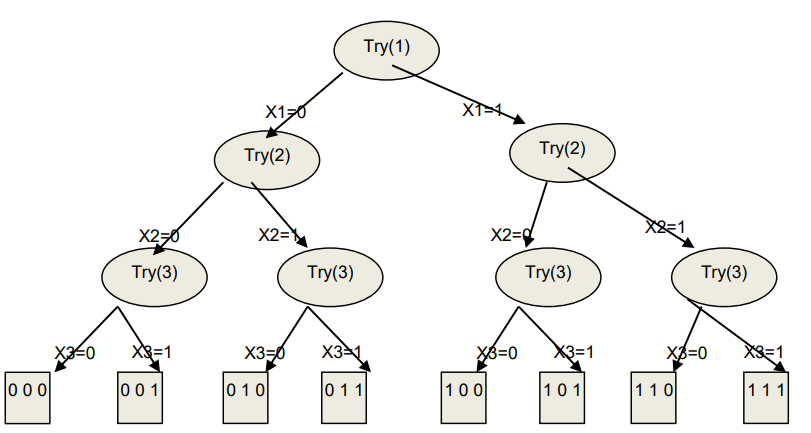 Try(1)
X1=0
X1=1
Try(2)
Try(2)
X2=0
X2=1
X2=0
X2=1
Try(3)
Try(3)
Try(3)
Try(3)
X3=0
X3=1
X3=0
X3=1
X3=0
X3=1
X3=0
X3=1
0 0 0
0 0 1
0 1 0
0 1 1
1 0 0
1 0 1
1 1 0
1 1 1